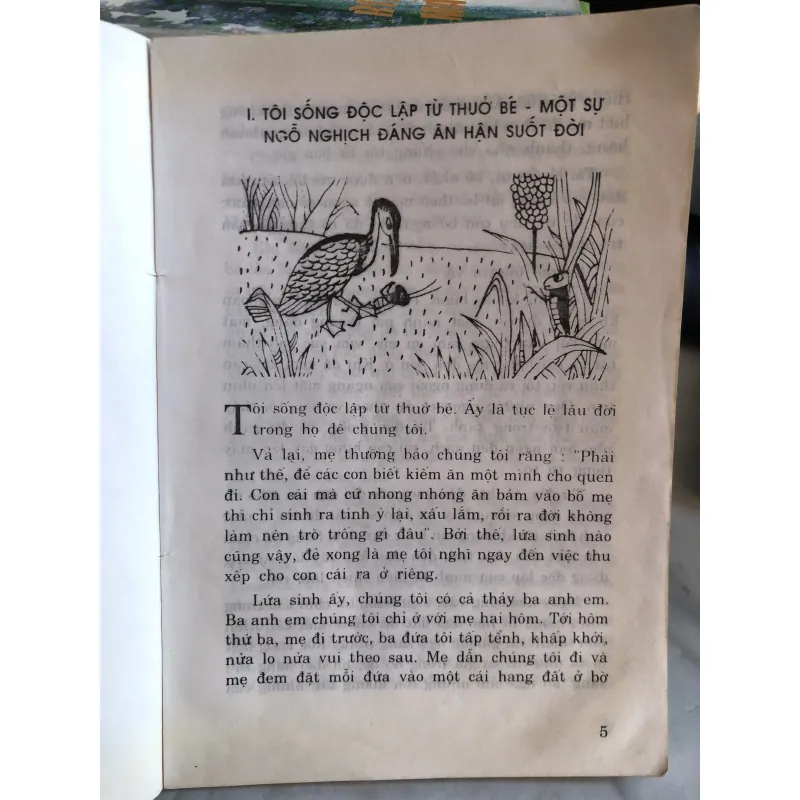 I. TÔI SỐNG ĐỘC LẬP TỪ THUỞ BÉ - MỘT SỰ
NGỖ NGHỊCH ĐÁNG ÂN HẬN SUỐT ĐỜI
Tôi sống độc lập từ thuở bé. Ấy là tục lệ lâu đời
trong họ dế chúng tôi.
Vả lại, mẹ thường bảo chúng tôi rằng : "Phải
như thế, để các con biết kiếm ăn một mình cho quen
đi. Con cái mà cứ nhong nhóng ăn bám vào bố mẹ
thì chỉ sinh ra tính ỷ lại, xấu lắm, rồi ra đời không
làm nên trò trống gì đâu". Bởi thế, lứa sinh nào
cũng vậy, đẻ xong là mẹ tôi nghĩ ngay đến việc thu
xếp cho con cái ra ở riêng.
Lứa sinh ấy, chúng tôi có cả thảy ba anh em.
Ba anh em chúng tôi chỉ ở với mẹ hai hôm. Tới hôm
thứ ba, mẹ đi trước, ba đứa tôi tấp tểnh, khấp khởi,
nửa lo nửa vui theo sau. Mẹ dẫn chúng tôi đi và
mẹ đem đặt mỗi đứa vào một cái hang đất ở bờ
5